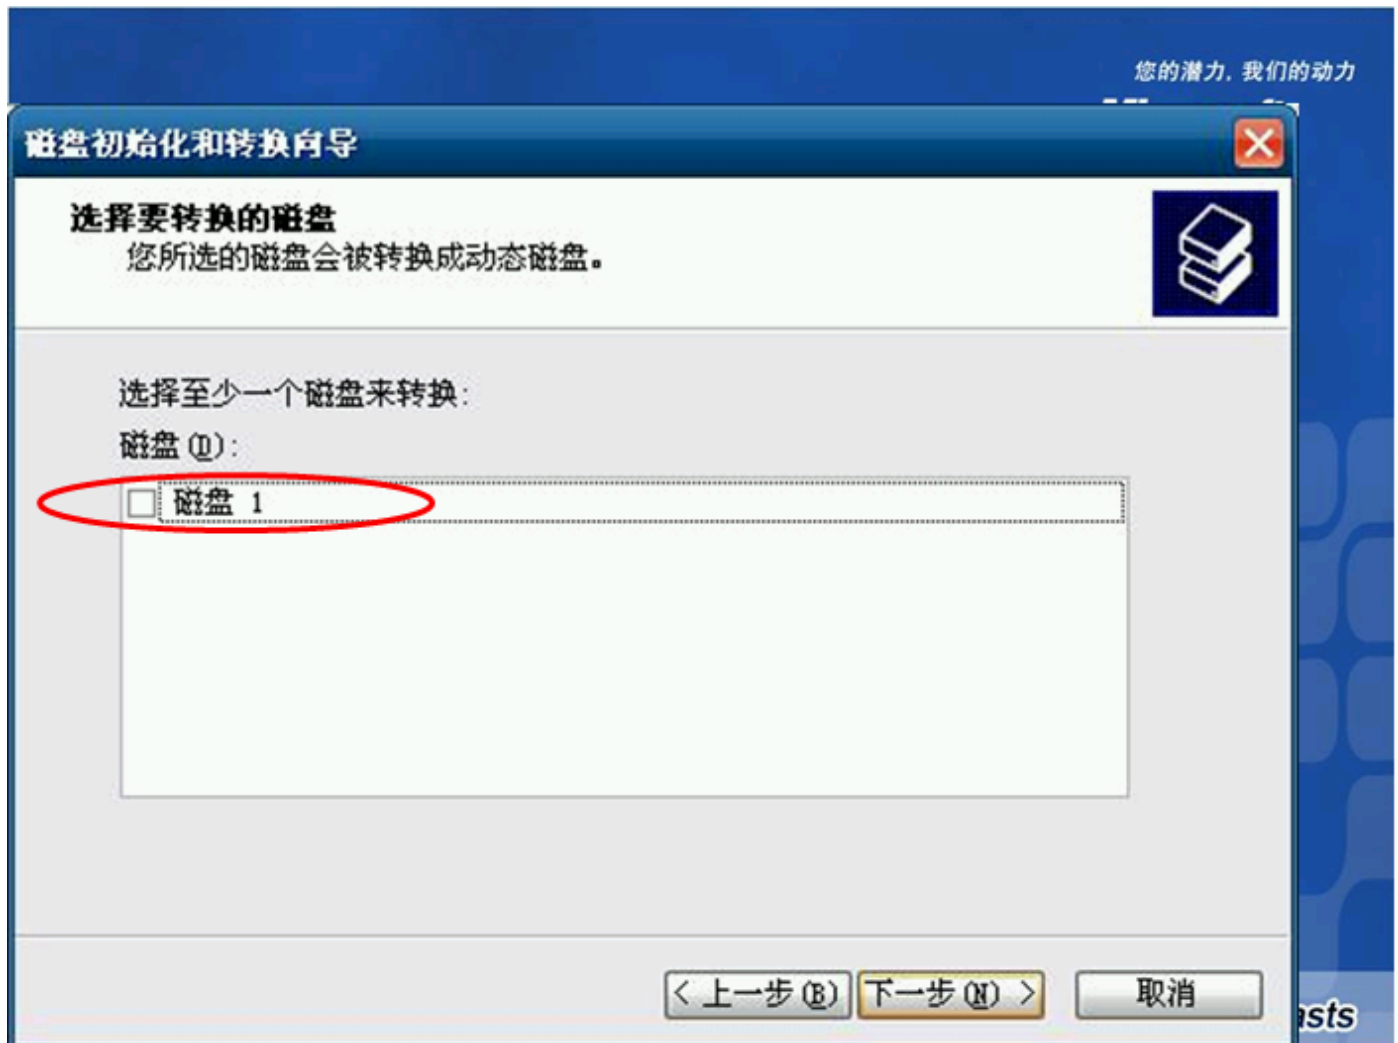 您的潜力，我们的动力
磁盘初始化和转换向导
选择要转换的磁盘
您所选的磁盘会被转换成动态磁盘。
选择至少一个磁盘来转换:
磁盘(D):
磁盘 1
< 上一步(B) 下一步(N) > 取消